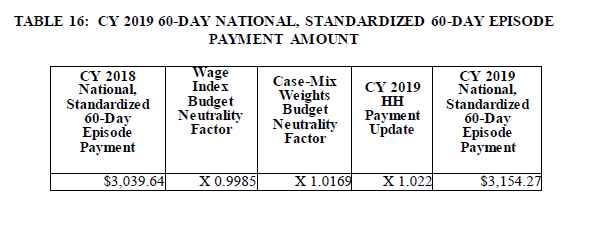 TABLE 16: CY 2019 60-DAY NATIONAL, STANDARDIZED 60-DAY EPISODE
PAYMENT AMOUNT
CY 2018
National,
Standardized
60-Day
Episode
Payment
Wage
Index
Budget
Neutrality
Factor
Case-Mix
Weights
Budget
Neutrality
Factor
CY 2019
HH
Payment
Update
CY 2019
National,
Standardized
60-Day
Episode
Payment
$3,039.64 X 0.9985 X 1.0169 X 1.022 $3,154.27